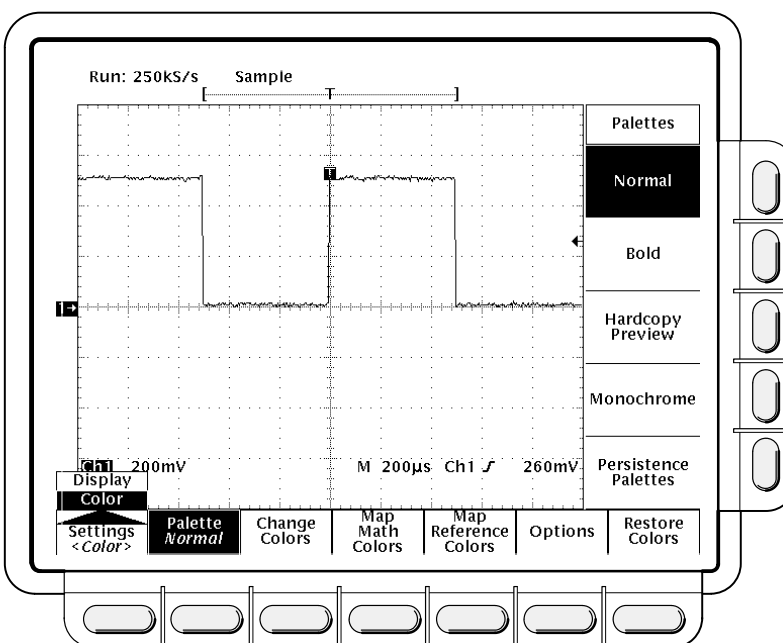 Run: 250kS/s Sample
[ T ]
Palettes
Normal
Bold
Hardcopy
Preview
Monochrome
Persistence
Palettes
T
1→
Ch1 200mV M 200µs Ch1 260mV
Display
Color
Settings
<Color>
Palette
Normal
Change
Colors
Map
Math
Colors
Map
Reference
Colors
Options
Restore
Colors